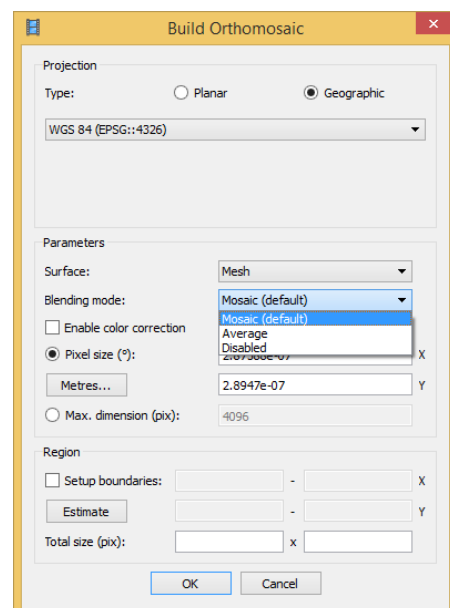 Build Orthomosaic
Projection
Type: Planar Geographic
WGS 84 (EPSG::4326)
Parameters
Surface: Mesh
Blending mode: Mosaic (default)
Mosaic (default)
Enable color correction
Average
Disabled
Pixel size (°): X
Metres... 2.8947e-07 Y
Max. dimension (pix): 4096
Region
Setup boundaries: - X
Estimate - Y
Total size (pix): x
OK Cancel